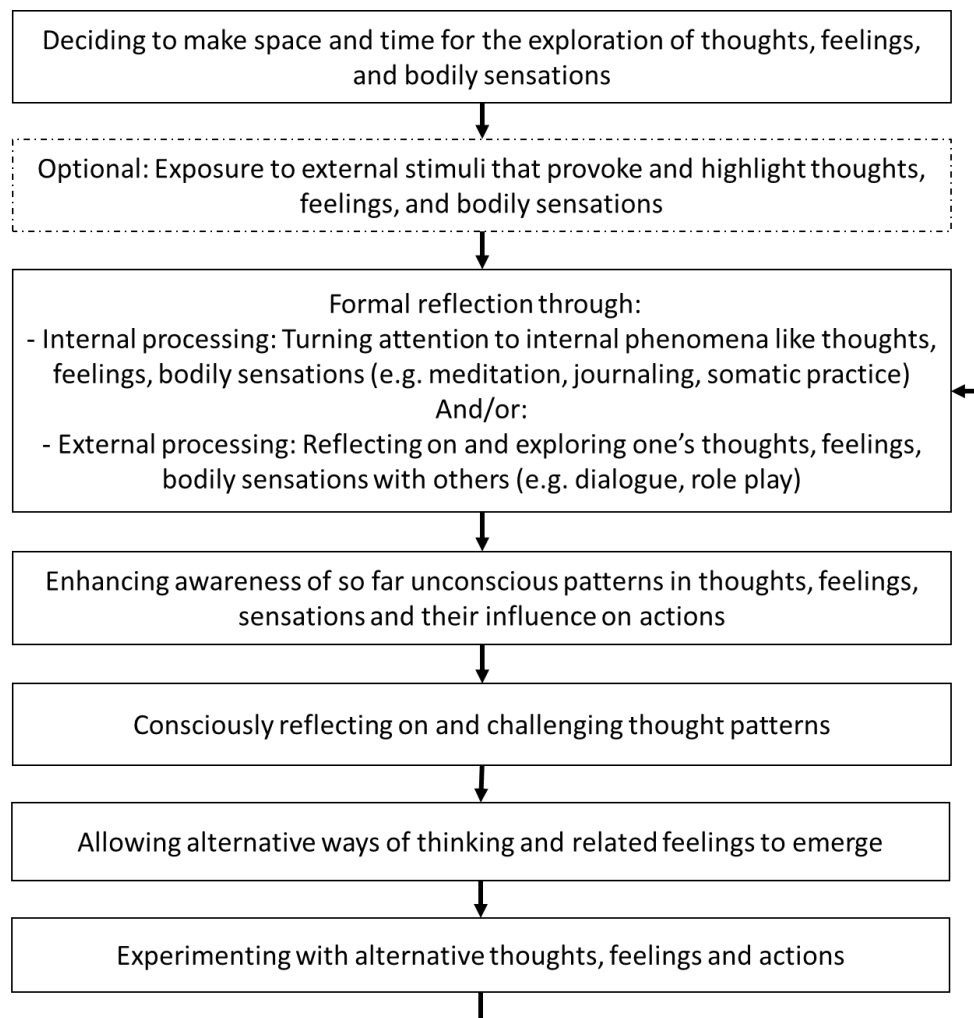 Deciding to make space and time for the exploration of thoughts, feelings,
and bodily sensations
Optional: Exposure to external stimuli that provoke and highlight thoughts,
feelings, and bodily sensations
Formal reflection through:
- Internal processing: Turning attention to internal phenomena like thoughts,
feelings, bodily sensations (e.g. meditation, journaling, somatic practice)
And/or:
- External processing: Reflecting on and exploring one’s thoughts, feelings,
bodily sensations with others (e.g. dialogue, role play)
Enhancing awareness of so far unconscious patterns in thoughts, feelings,
sensations and their influence on actions
Consciously reflecting on and challenging thought patterns
Allowing alternative ways of thinking and related feelings to emerge
Experimenting with alternative thoughts, feelings and actions